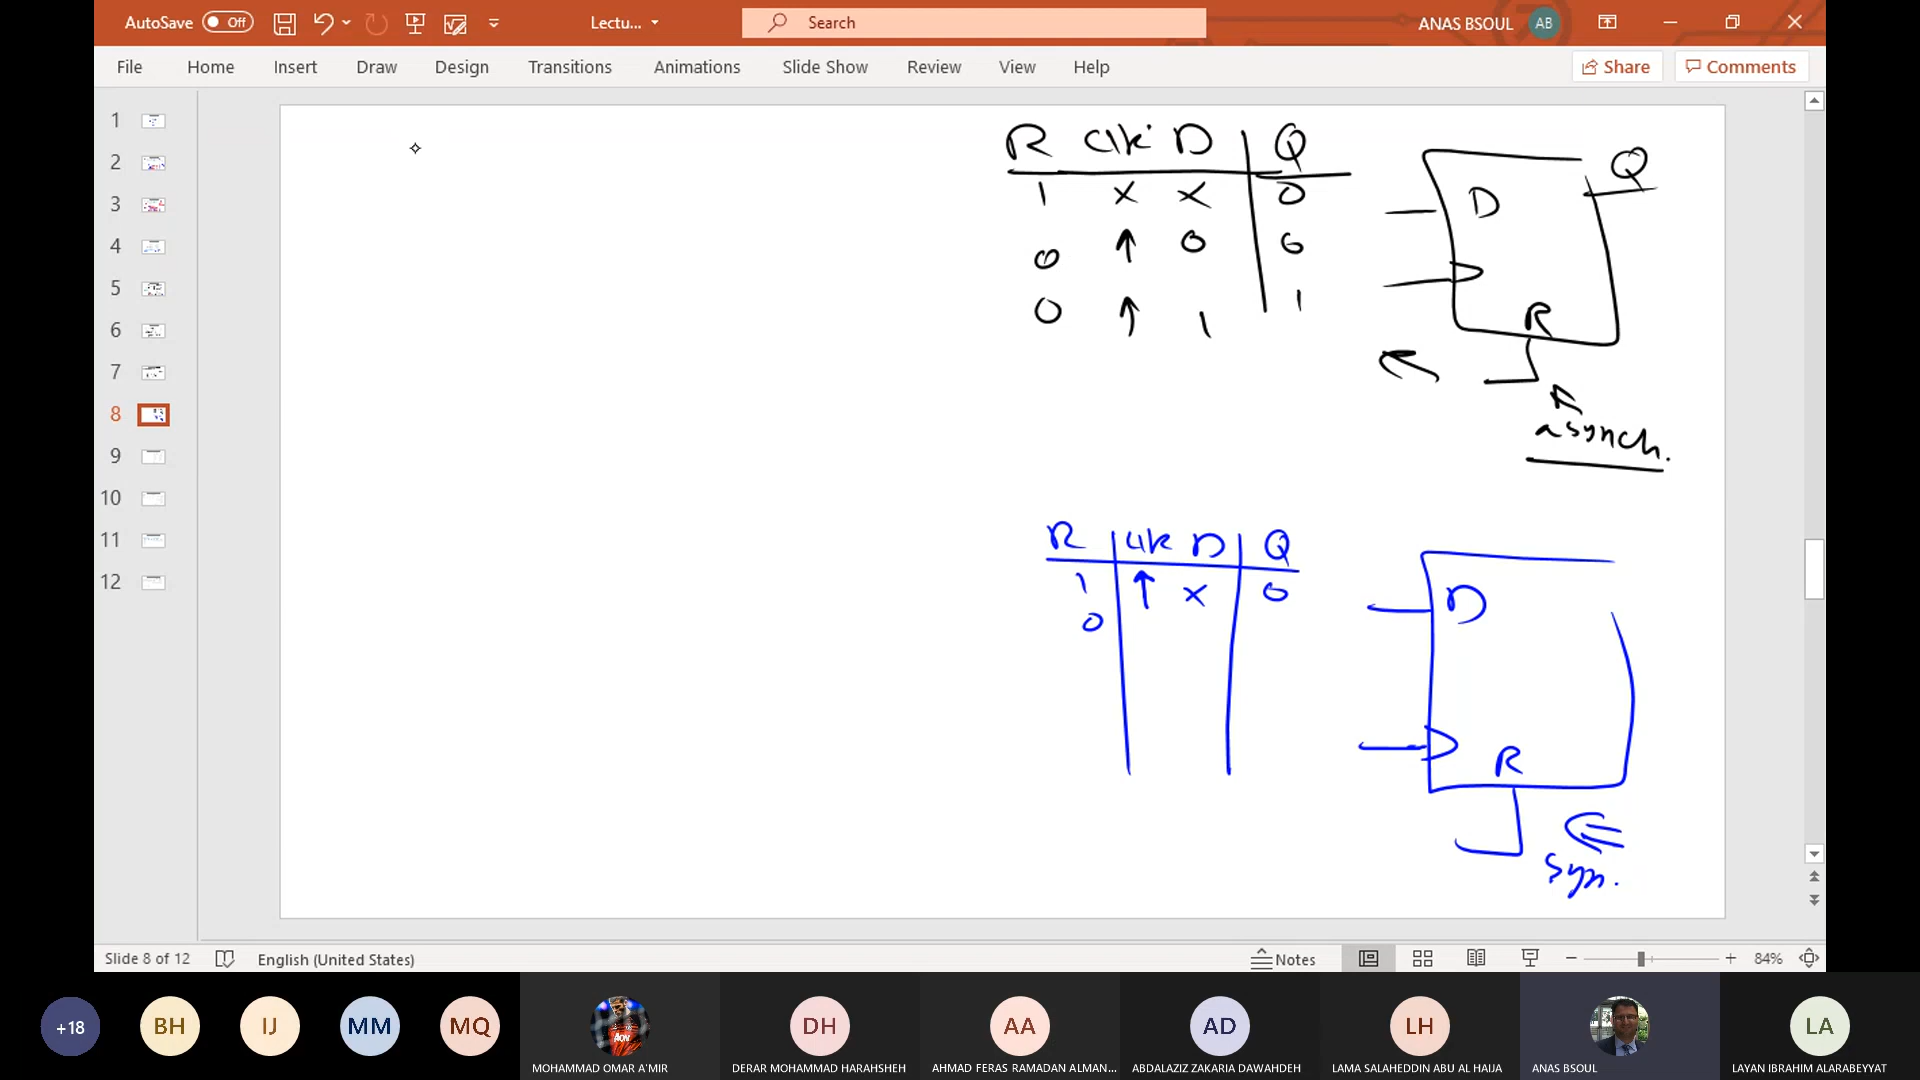 AutoSave Off Lectu... Search ANAS BSOUL AB
File Home Insert Draw Design Transitions Animations Slide Show Review View Help Share Comments
1
2
3
4
5
6
7
8
9
10
11
12
R Clk D Q
1 X X 0
0 ↑ 0 0
0 ↑ 1 1
Q
D
R
asynch.
R Clk D Q
1 ↑ X 0
0
D
R
Syn.
Slide 8 of 12 English (United States) Notes 84%
+18 BH IJ MM MQ DH AA AD LH LA
AON
MOHAMMAD OMAR A'MIR DERAR MOHAMMAD HARAHSHEH AHMAD FERAS RAMADAN ALMAN... ABDALAZIZ ZAKARIA DAWAHDEH LAMA SALAHEDDIN ABU AL HAIJA ANAS BSOUL LAYAN IBRAHIM ALARABEYYAT